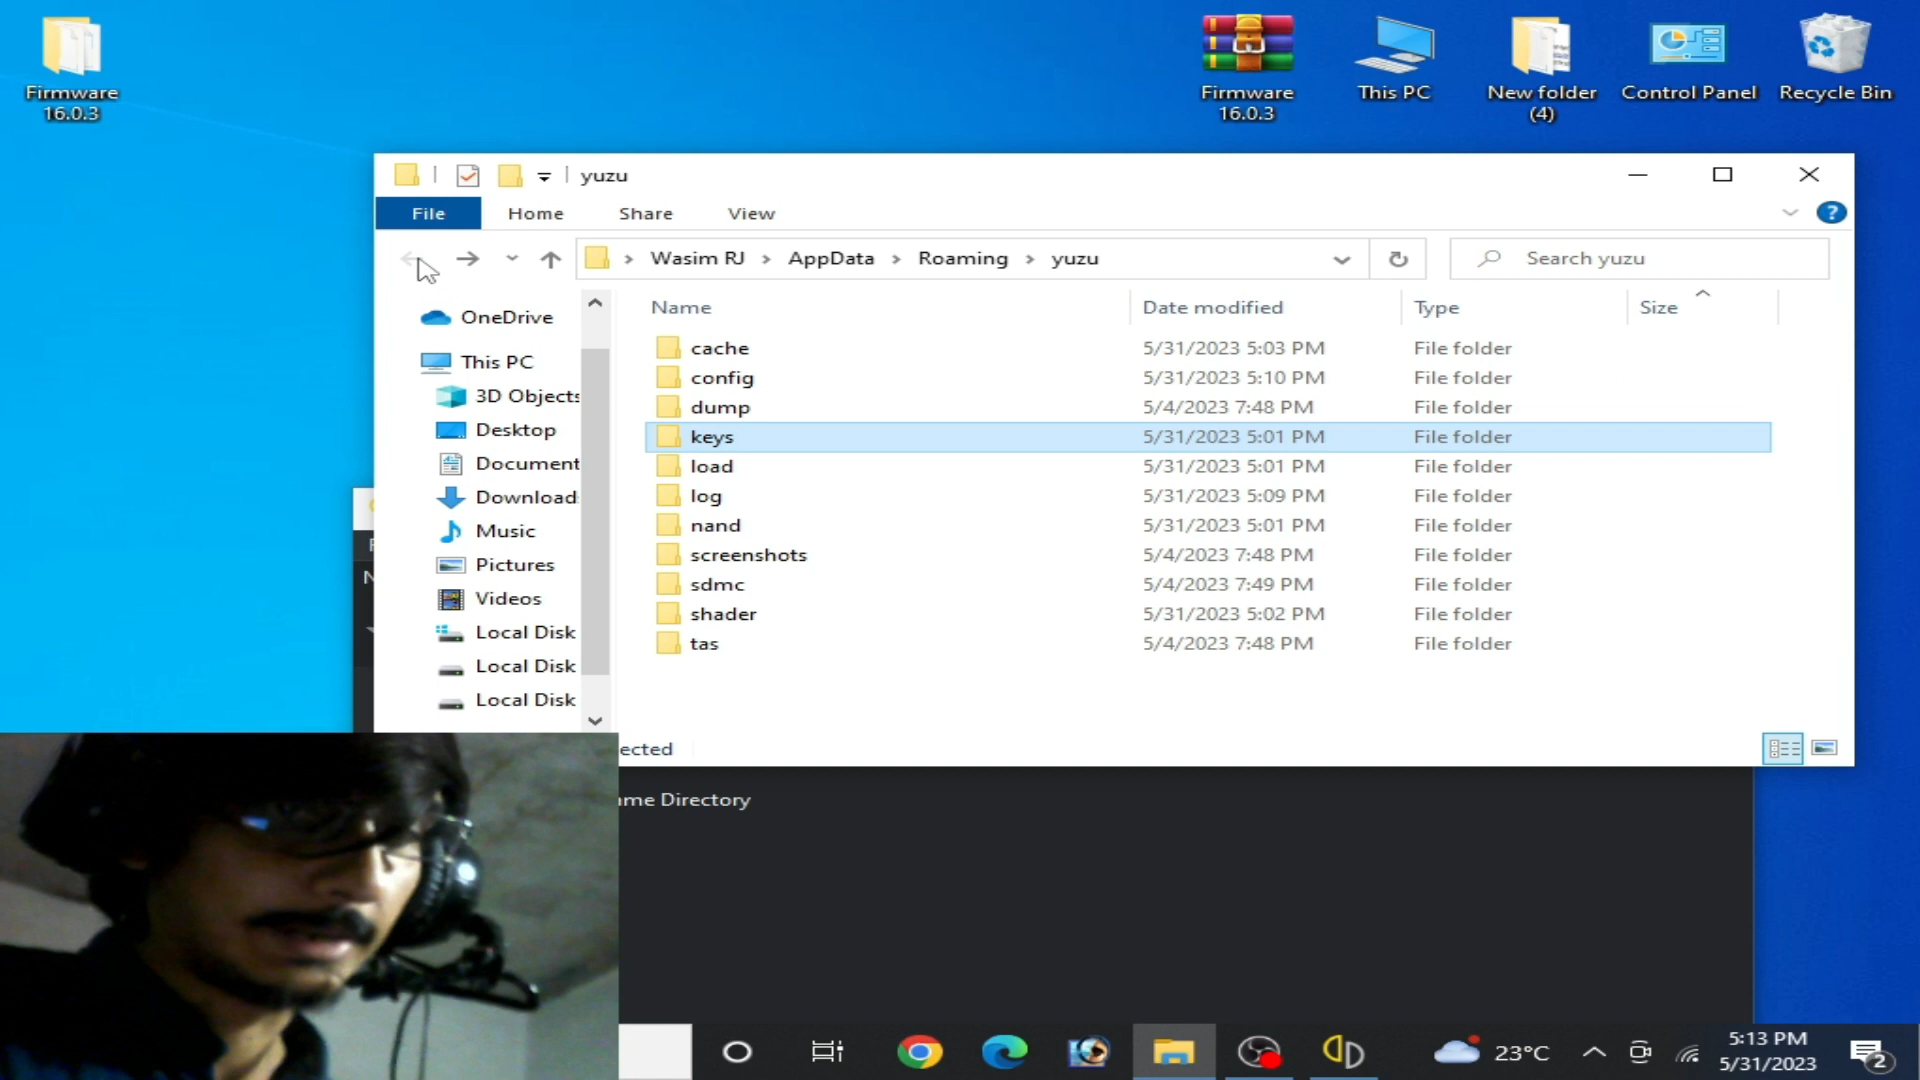 Firmware
16.0.3
Firmware
16.0.3
This PC
New folder
(4)
Control Panel
Recycle Bin
yuzu
File
Home
Share
View
Wasim RJ
AppData
Roaming
yuzu
Search yuzu
Name
Date modified
Type
Size
OneDrive
This PC
3D Objects
Desktop
Document
Download
Music
Pictures
Videos
Local Disk
Local Disk
Local Disk
cache 5/31/2023 5:03 PM File folder
config 5/31/2023 5:10 PM File folder
dump 5/4/2023 7:48 PM File folder
keys 5/31/2023 5:01 PM File folder
load 5/31/2023 5:01 PM File folder
log 5/31/2023 5:09 PM File folder
nand 5/31/2023 5:01 PM File folder
screenshots 5/4/2023 7:48 PM File folder
sdmc 5/4/2023 7:49 PM File folder
shader 5/31/2023 5:02 PM File folder
tas 5/4/2023 7:48 PM File folder
ected
ame Directory
23°C
5:13 PM
5/31/2023
2